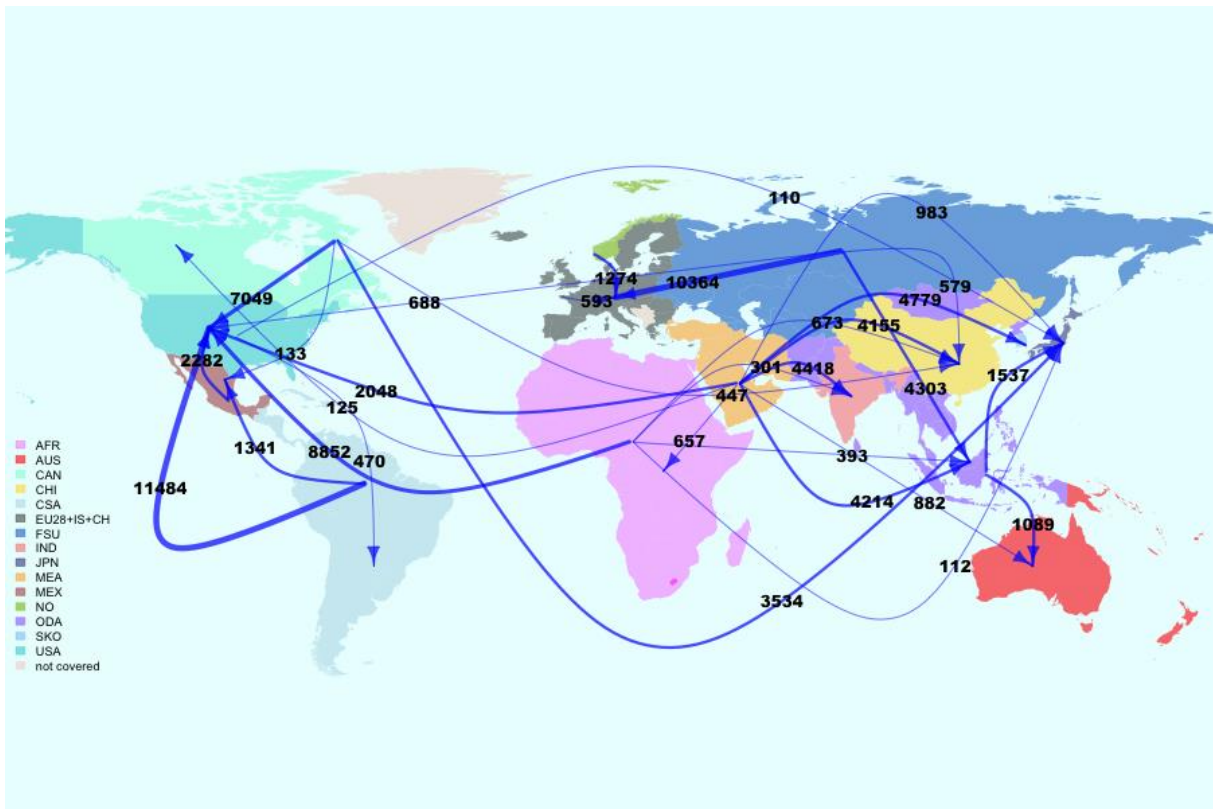 110
983
1274
10364
579
593
7049
688
4779
673
4155
2282
133
301
4418
1537
2048
447
4303
125
657
1341
8852
470
393
11484
4214
882
1089
112
3534
AFR
AUS
CAN
CHI
CSA
EU28+IS+CH
FSU
IND
JPN
MEA
MEX
NO
ODA
SKO
USA
not covered